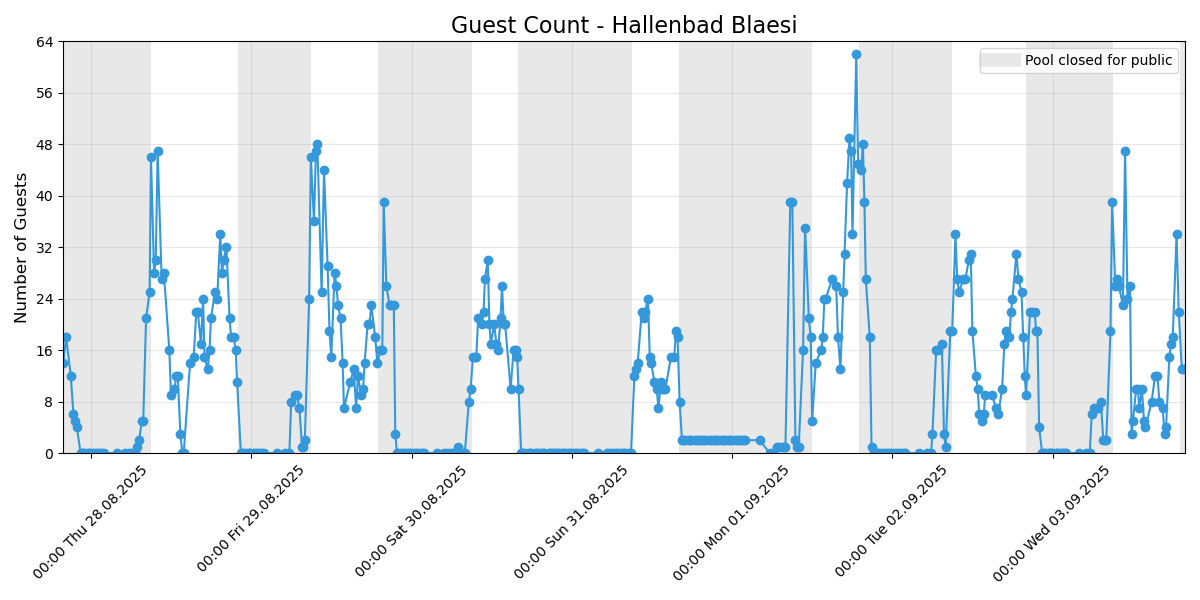 Guest Count - Hallenbad Blaesi
Pool closed for public
Number of Guests
64
56
48
40
32
24
16
8
0
00:00 Thu 28.08.2025
00:00 Fri 29.08.2025
00:00 Sat 30.08.2025
00:00 Sun 31.08.2025
00:00 Mon 01.09.2025
00:00 Tue 02.09.2025
00:00 Wed 03.09.2025